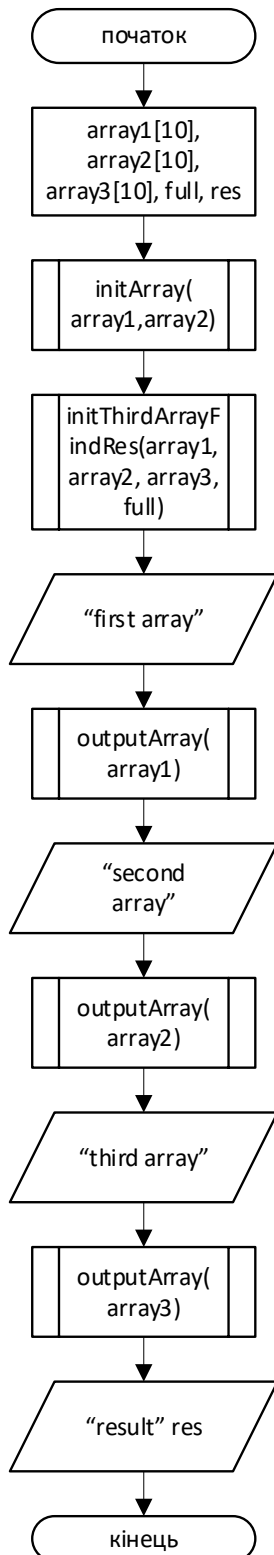 початок
array1[10],
array2[10],
array3[10], full, res
initArray(
array1,array2)
initThirdArrayF
indRes(array1,
array2, array3,
full)
“first array”
outputArray(
array1)
“second
array”
outputArray(
array2)
“third array”
outputArray(
array3)
“result” res
кінець